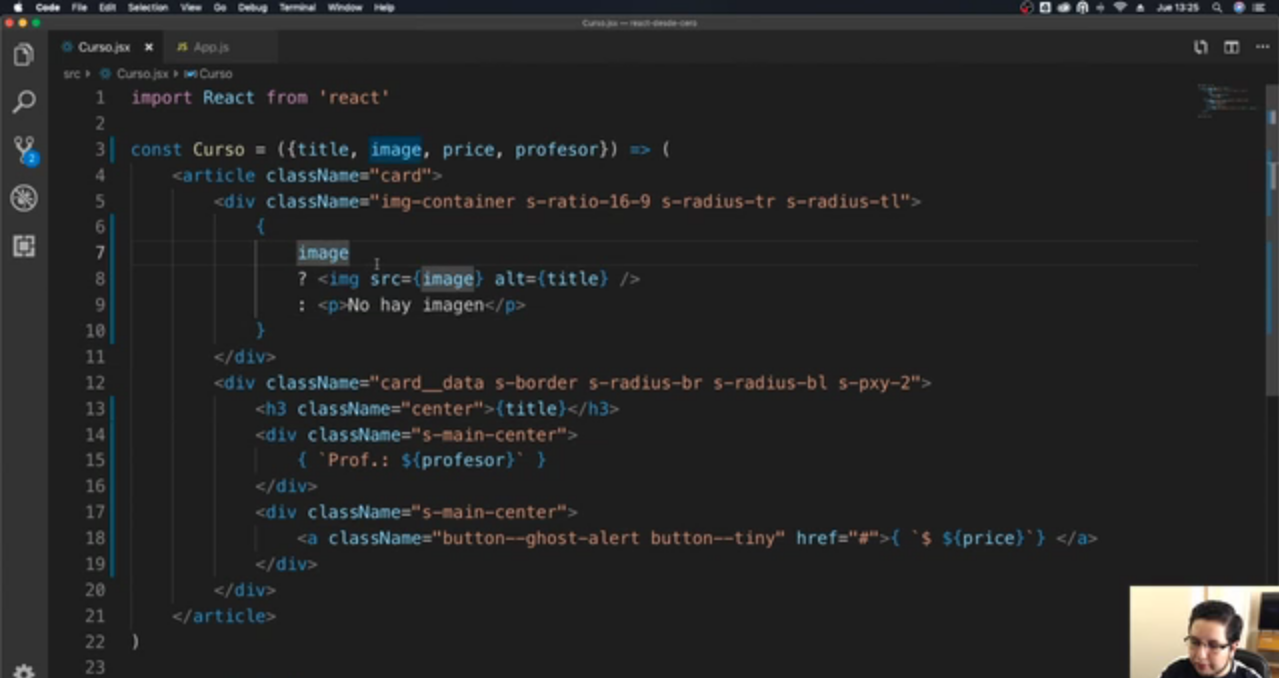 Code File Edit Selection View Go Debug Terminal Window Help Jue 13:25
Curso.jsx — react-desde-cero
Curso.jsx × JS App.js
src Curso.jsx Curso
1 import React from 'react'
2
3 const Curso = ({title, image, price, profesor}) => (
4 <article className="card">
5 <div className="img-container s-ratio-16-9 s-radius-tr s-radius-tl">
6 {
7 image
8 ? <img src={image} alt={title} />
9 : <p>No hay imagen</p>
10 }
11 </div>
12 <div className="card__data s-border s-radius-br s-radius-bl s-pxy-2">
13 <h3 className="center">{title}</h3>
14 <div className="s-main-center">
15 { `Prof.: ${profesor}` }
16 </div>
17 <div className="s-main-center">
18 <a className="button--ghost-alert button--tiny" href="#">{ `$ ${price}`} </a>
19 </div>
20 </div>
21 </article>
22 )
23
2